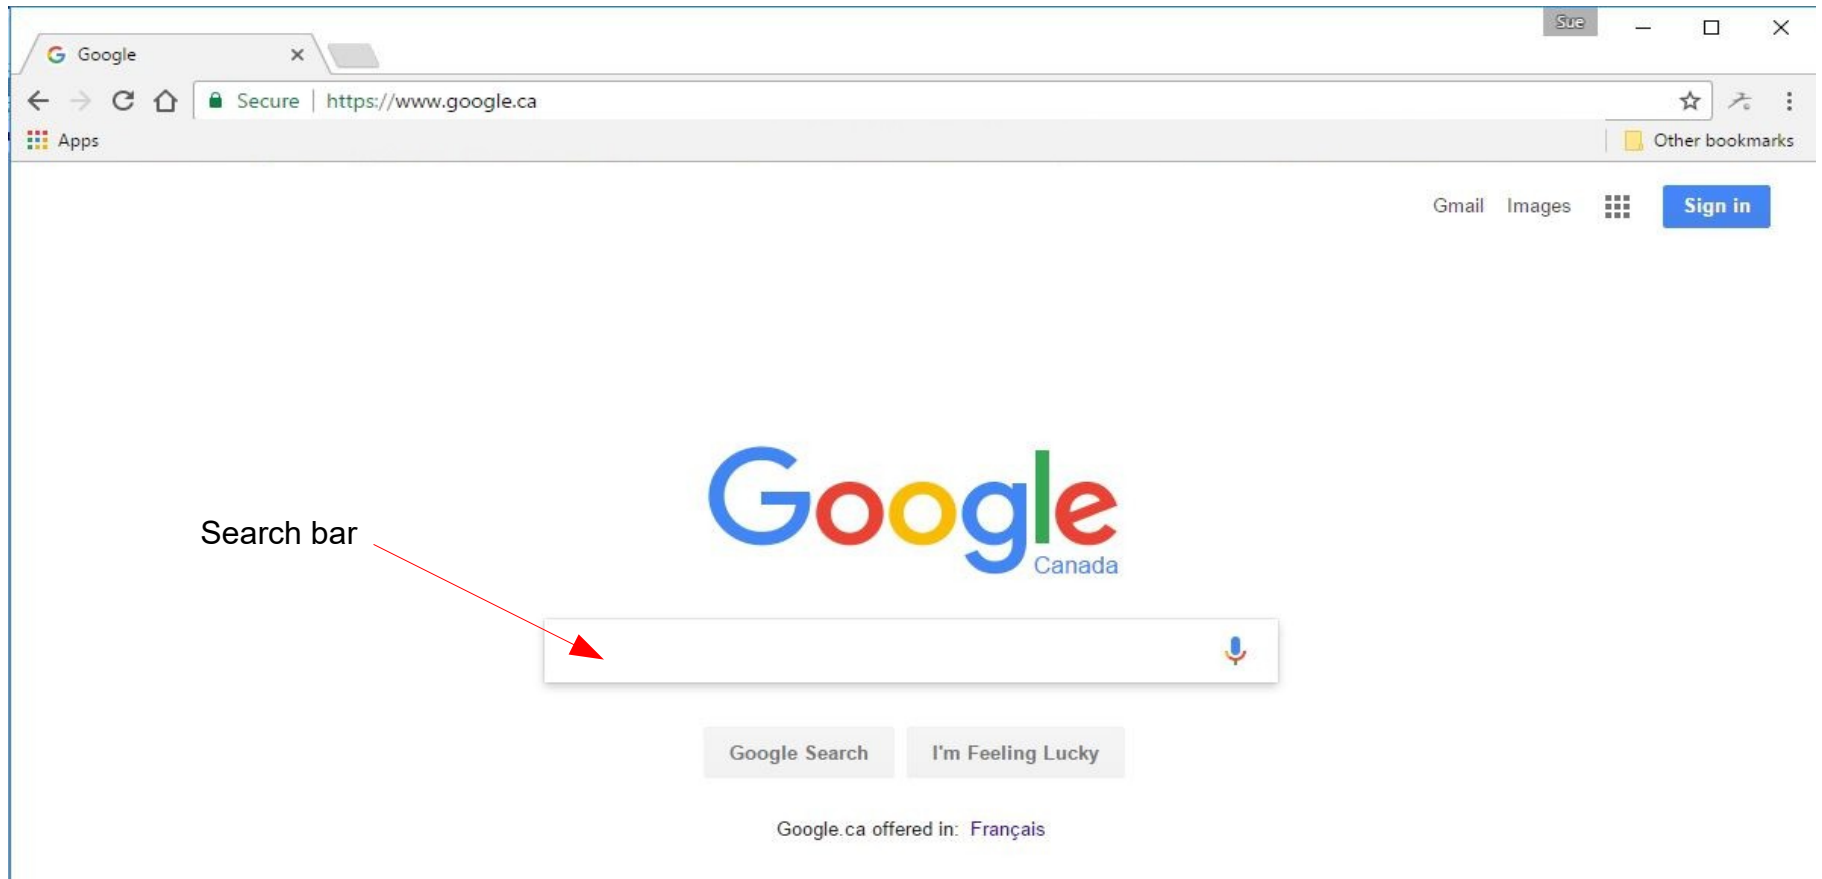 Sue
Google
Secure | https://www.google.ca
Apps
Other bookmarks
Gmail Images Sign in
Google
Canada
Search bar
Google Search I'm Feeling Lucky
Google.ca offered in: Français